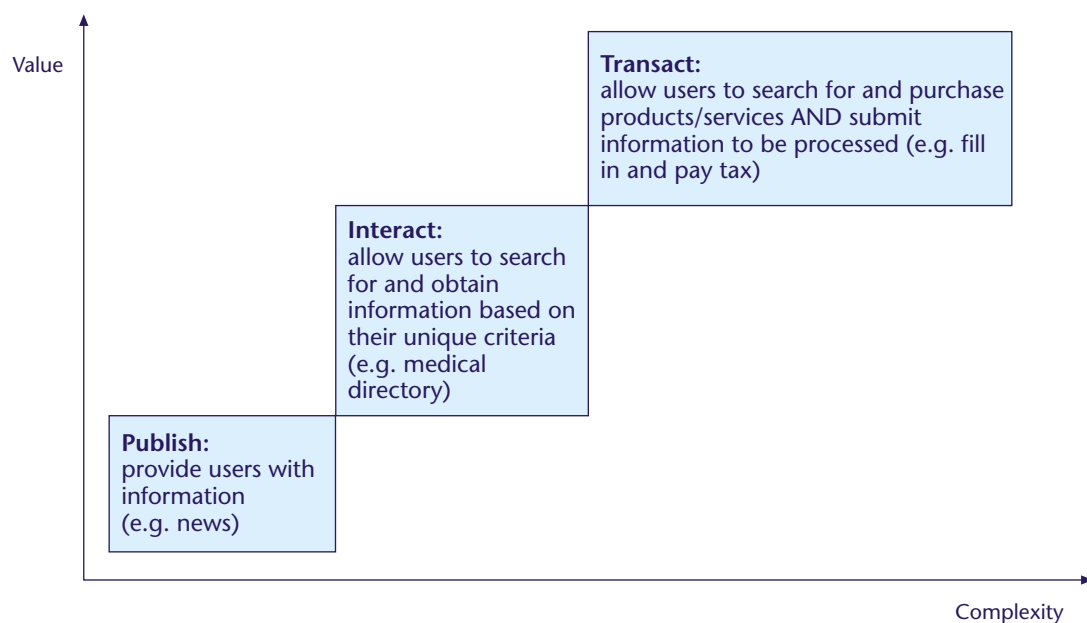 Value
Transact:
allow users to search for and purchase
products/services AND submit
information to be processed (e.g. fill
in and pay tax)
Interact:
allow users to search
for and obtain
information based on
their unique criteria
(e.g. medical
directory)
Publish:
provide users with
information
(e.g. news)
Complexity